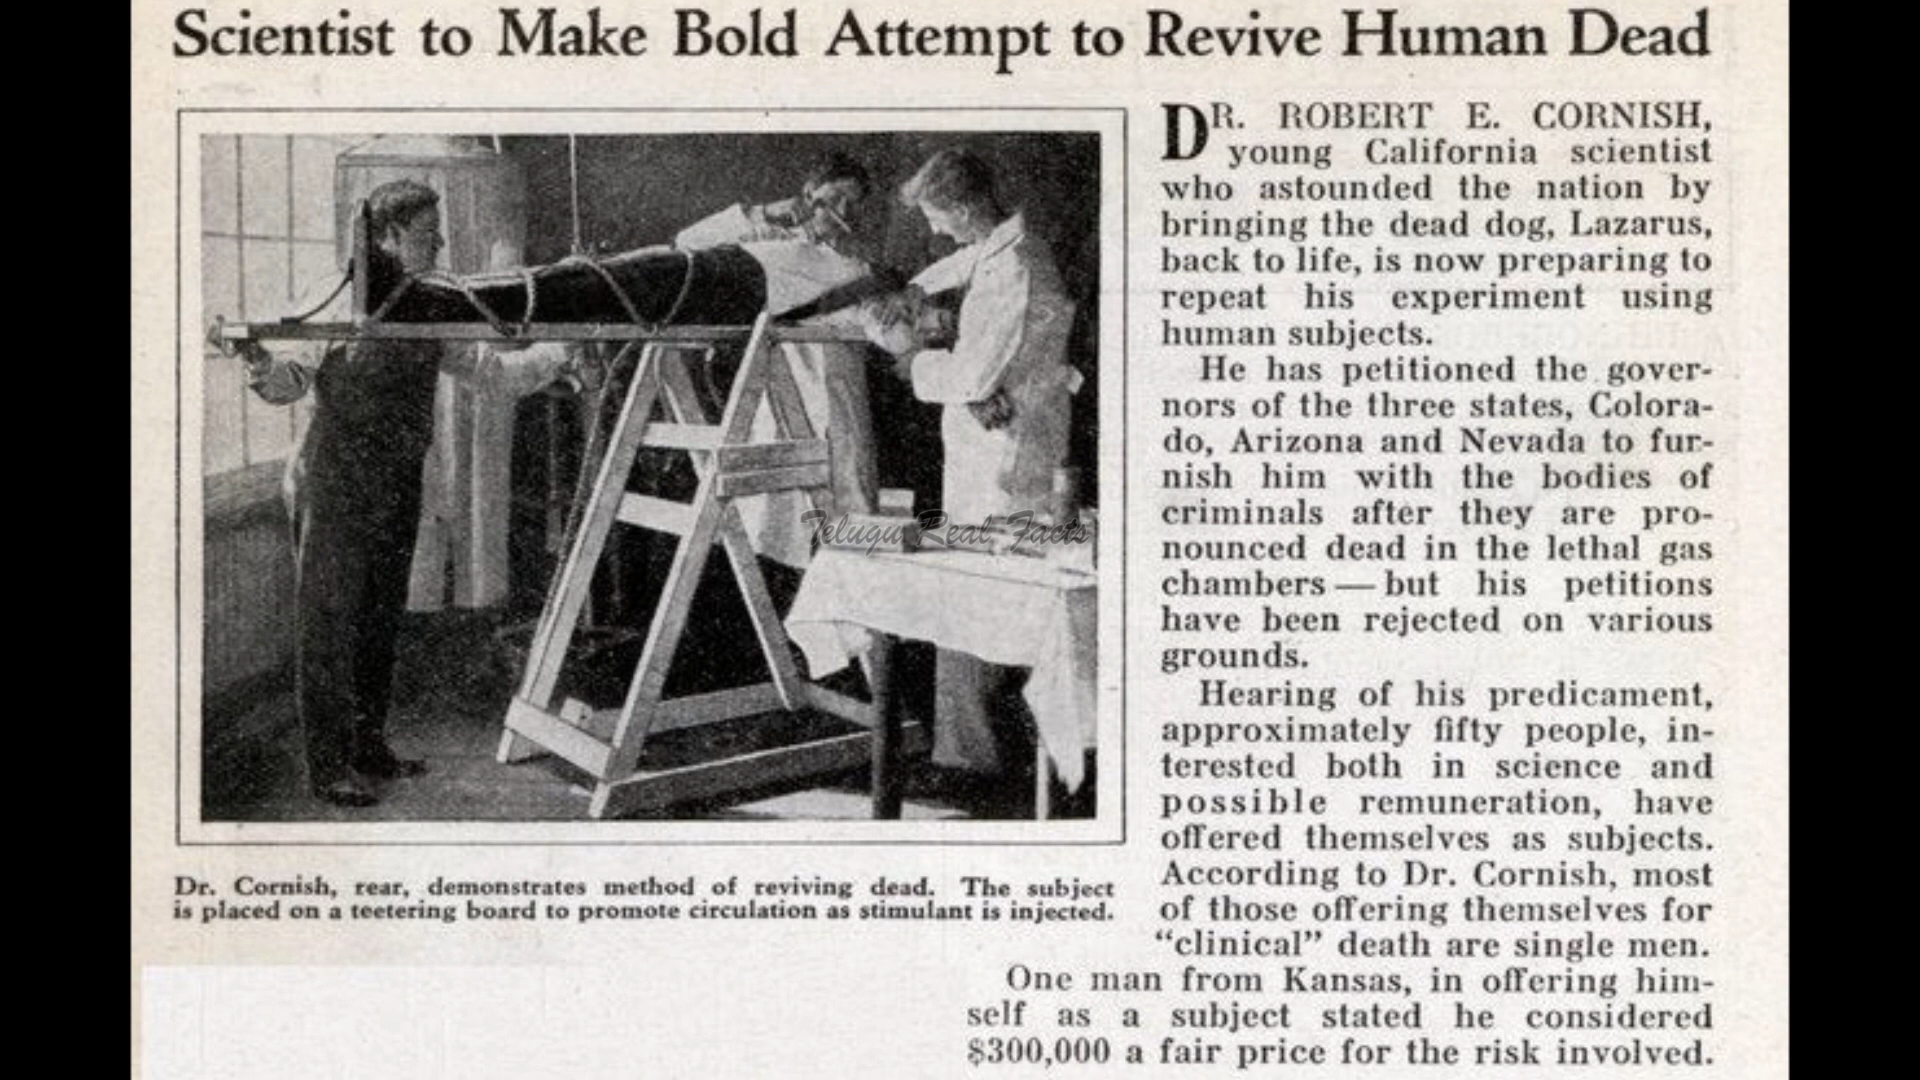 Scientist to Make Bold Attempt to Revive Human Dead
DR. ROBERT E. CORNISH,
young California scientist
who astounded the nation by
bringing the dead dog, Lazarus,
back to life, is now preparing to
repeat his experiment using
human subjects.
He has petitioned the gover-
nors of the three states, Colora-
do, Arizona and Nevada to fur-
nish him with the bodies of
criminals after they are pro-
nounced dead in the lethal gas
chambers — but his petitions
have been rejected on various
grounds.
Hearing of his predicament,
approximately fifty people, in-
terested both in science and
possible remuneration, have
offered themselves as subjects.
According to Dr. Cornish, most
of those offering themselves for
“clinical” death are single men.
One man from Kansas, in offering him-
self as a subject stated he considered
$300,000 a fair price for the risk involved.
Telugu Real Facts
Dr. Cornish, rear, demonstrates method of reviving dead. The subject
is placed on a teetering board to promote circulation as stimulant is injected.